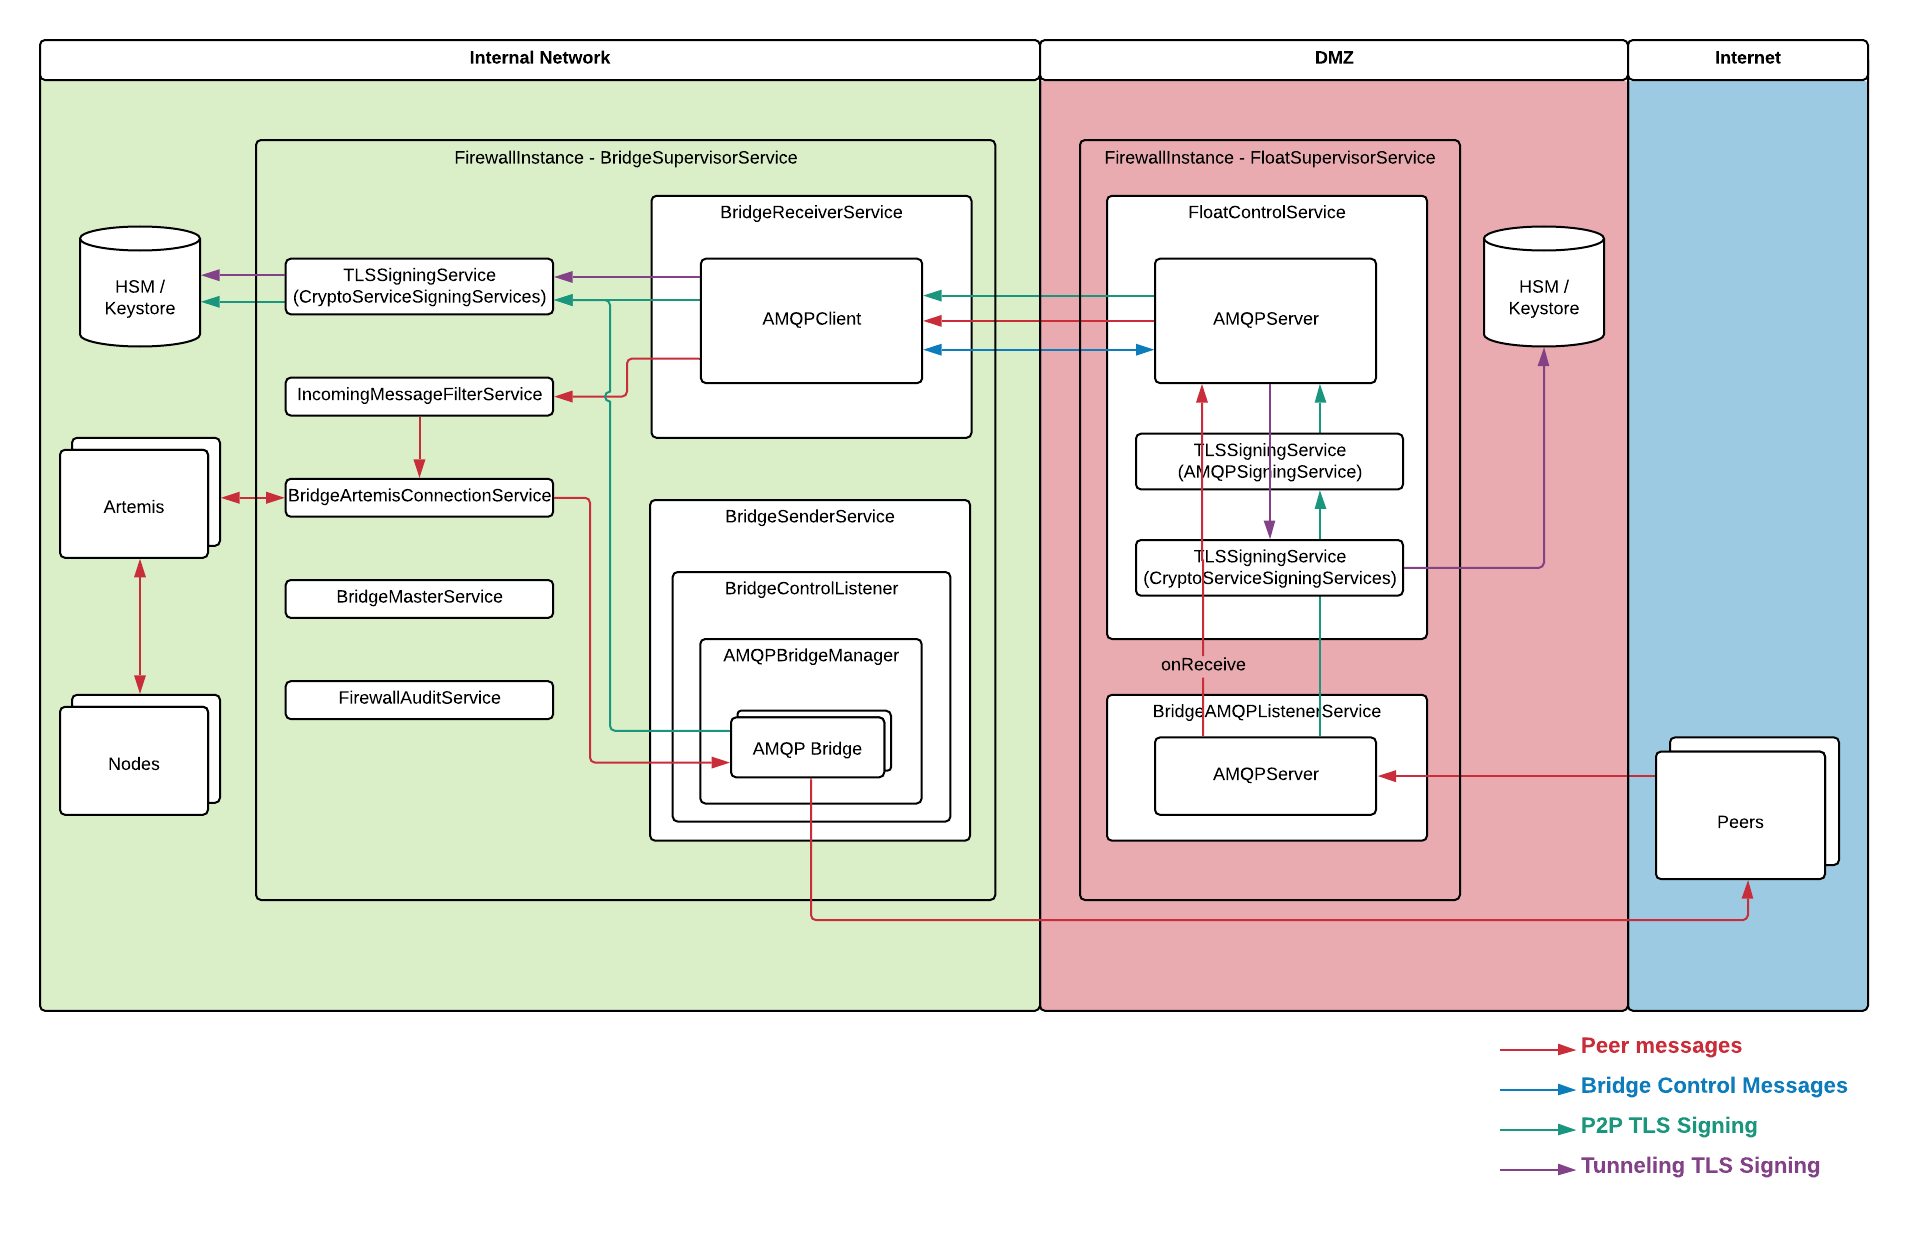 Internal Network
DMZ
Internet
FirewallInstance - BridgeSupervisorService
FirewallInstance - FloatSupervisorService
BridgeReceiverService
FloatControlService
HSM /
Keystore
TLSSigningService
(CryptoServiceSigningServices)
AMQPClient
AMQPServer
HSM /
Keystore
IncomingMessageFilterService
TLSSigningService
(AMQPSigningService)
Artemis
BridgeArtemisConnectionService
BridgeSenderService
TLSSigningService
(CryptoServiceSigningServices)
BridgeControlListener
BridgeMasterService
AMQPBridgeManager
onReceive
FirewallAuditService
BridgeAMQPListenerService
Nodes
AMQP Bridge
AMQPServer
Peers
Peer messages
Bridge Control Messages
P2P TLS Signing
Tunneling TLS Signing